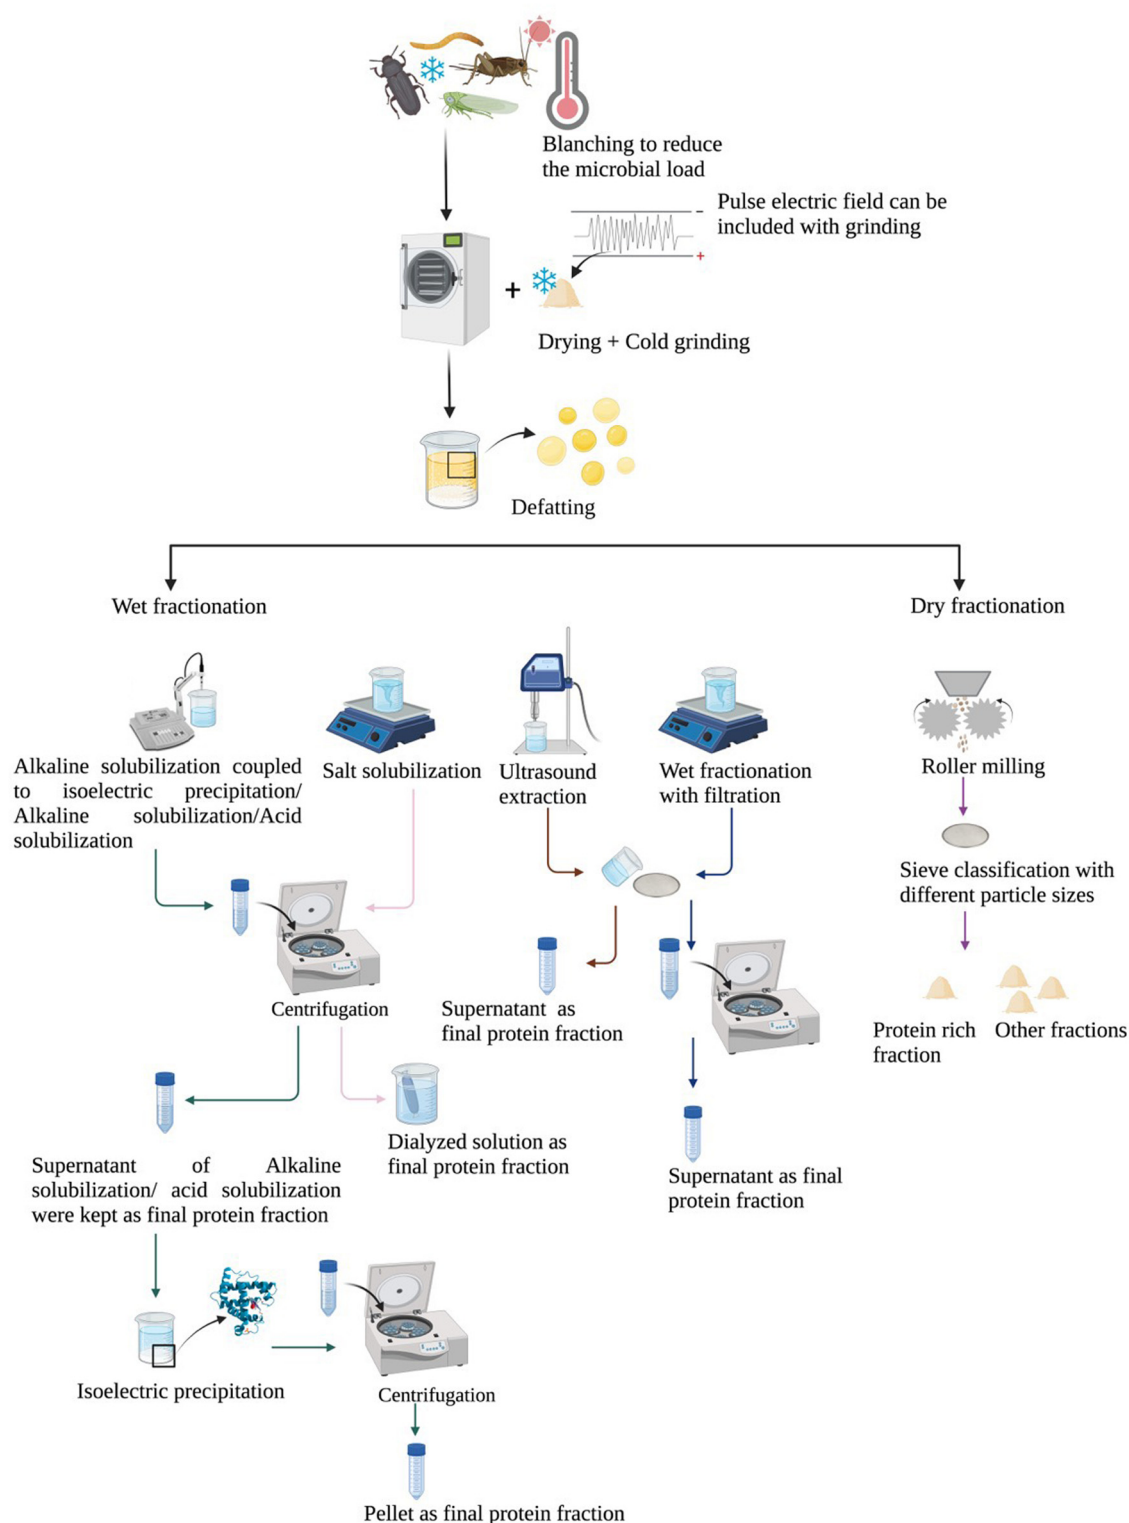 Blanching to reduce
the microbial load
Pulse electric field can be
included with grinding
−
+
+
Drying + Cold grinding
Defatting
Wet fractionation
Dry fractionation
Alkaline solubilization coupled
to isoelectric precipitation/
Alkaline solubilization/Acid
solubilization
Salt solubilization
Ultrasound
extraction
Wet fractionation
with filtration
Roller milling
Sieve classification with
different particle sizes
Centrifugation
Supernatant as
final protein fraction
Protein rich
fraction
Other fractions
Dialyzed solution as
final protein fraction
Supernatant of Alkaline
solubilization/ acid solubilization
were kept as final protein fraction
Supernatant as final
protein fraction
Isoelectric precipitation
Centrifugation
Pellet as final protein fraction